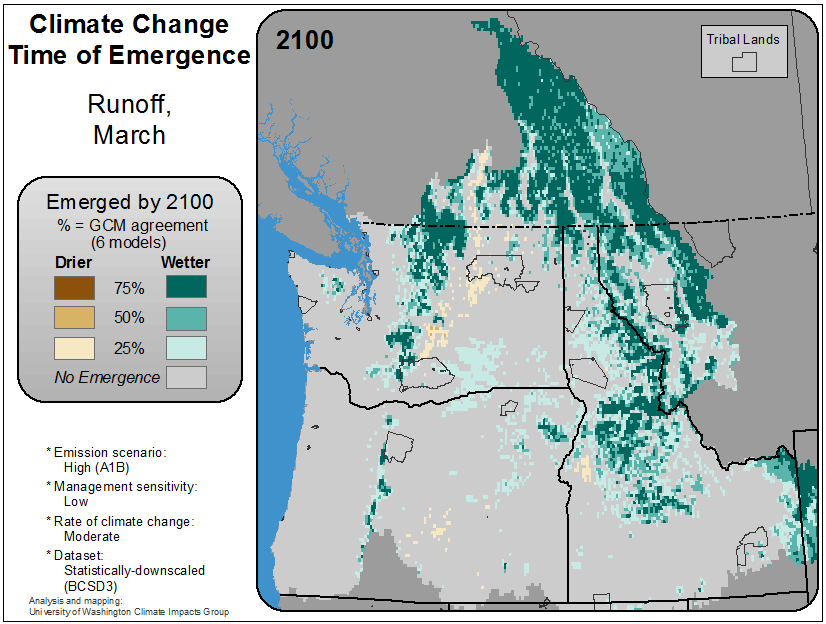 Climate Change
Time of Emergence
Runoff,
March
Emerged by 2100
% = GCM agreement
(6 models)
Drier Wetter
75%
50%
25%
No Emergence
* Emission scenario:
High (A1B)
* Management sensitivity:
Low
* Rate of climate change:
Moderate
* Dataset:
Statistically-downscaled
(BCSD3)
Analysis and mapping:
University of Washington Climate Impacts Group
2100
Tribal Lands